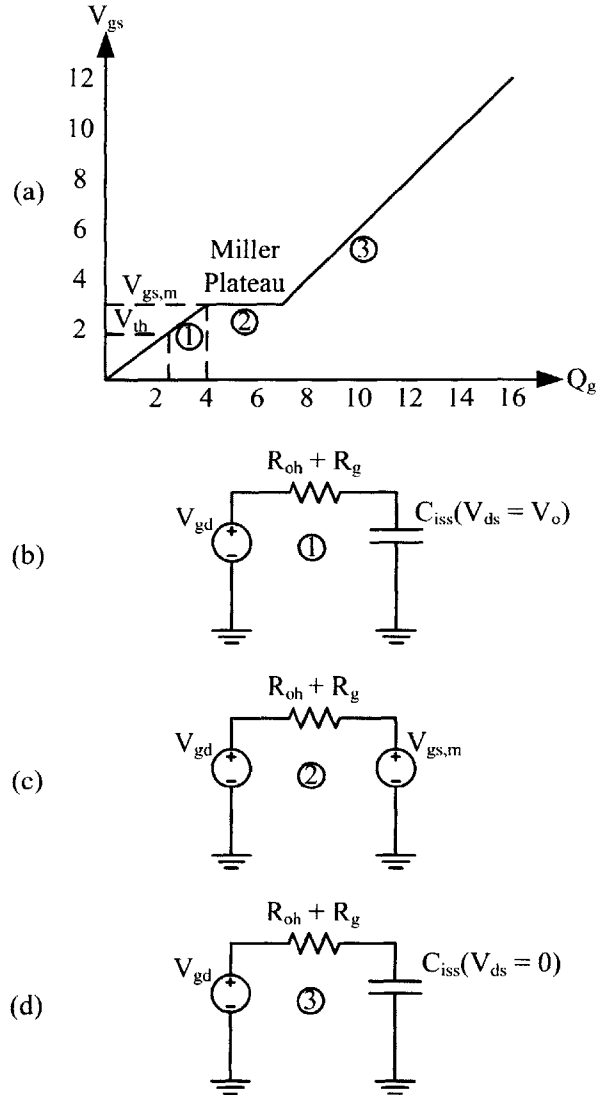 V_gs
12
10
8
(a)
6
③
Miller
Plateau
4
V_gs,m
V_th
①
②
2
2 4 6 8 10 12 14 16
Q_g
R_oh + R_g
V_gd
C_iss(V_ds = V_o)
(b)
①
R_oh + R_g
V_gd
V_gs,m
(c)
②
R_oh + R_g
V_gd
C_iss(V_ds = 0)
(d)
③